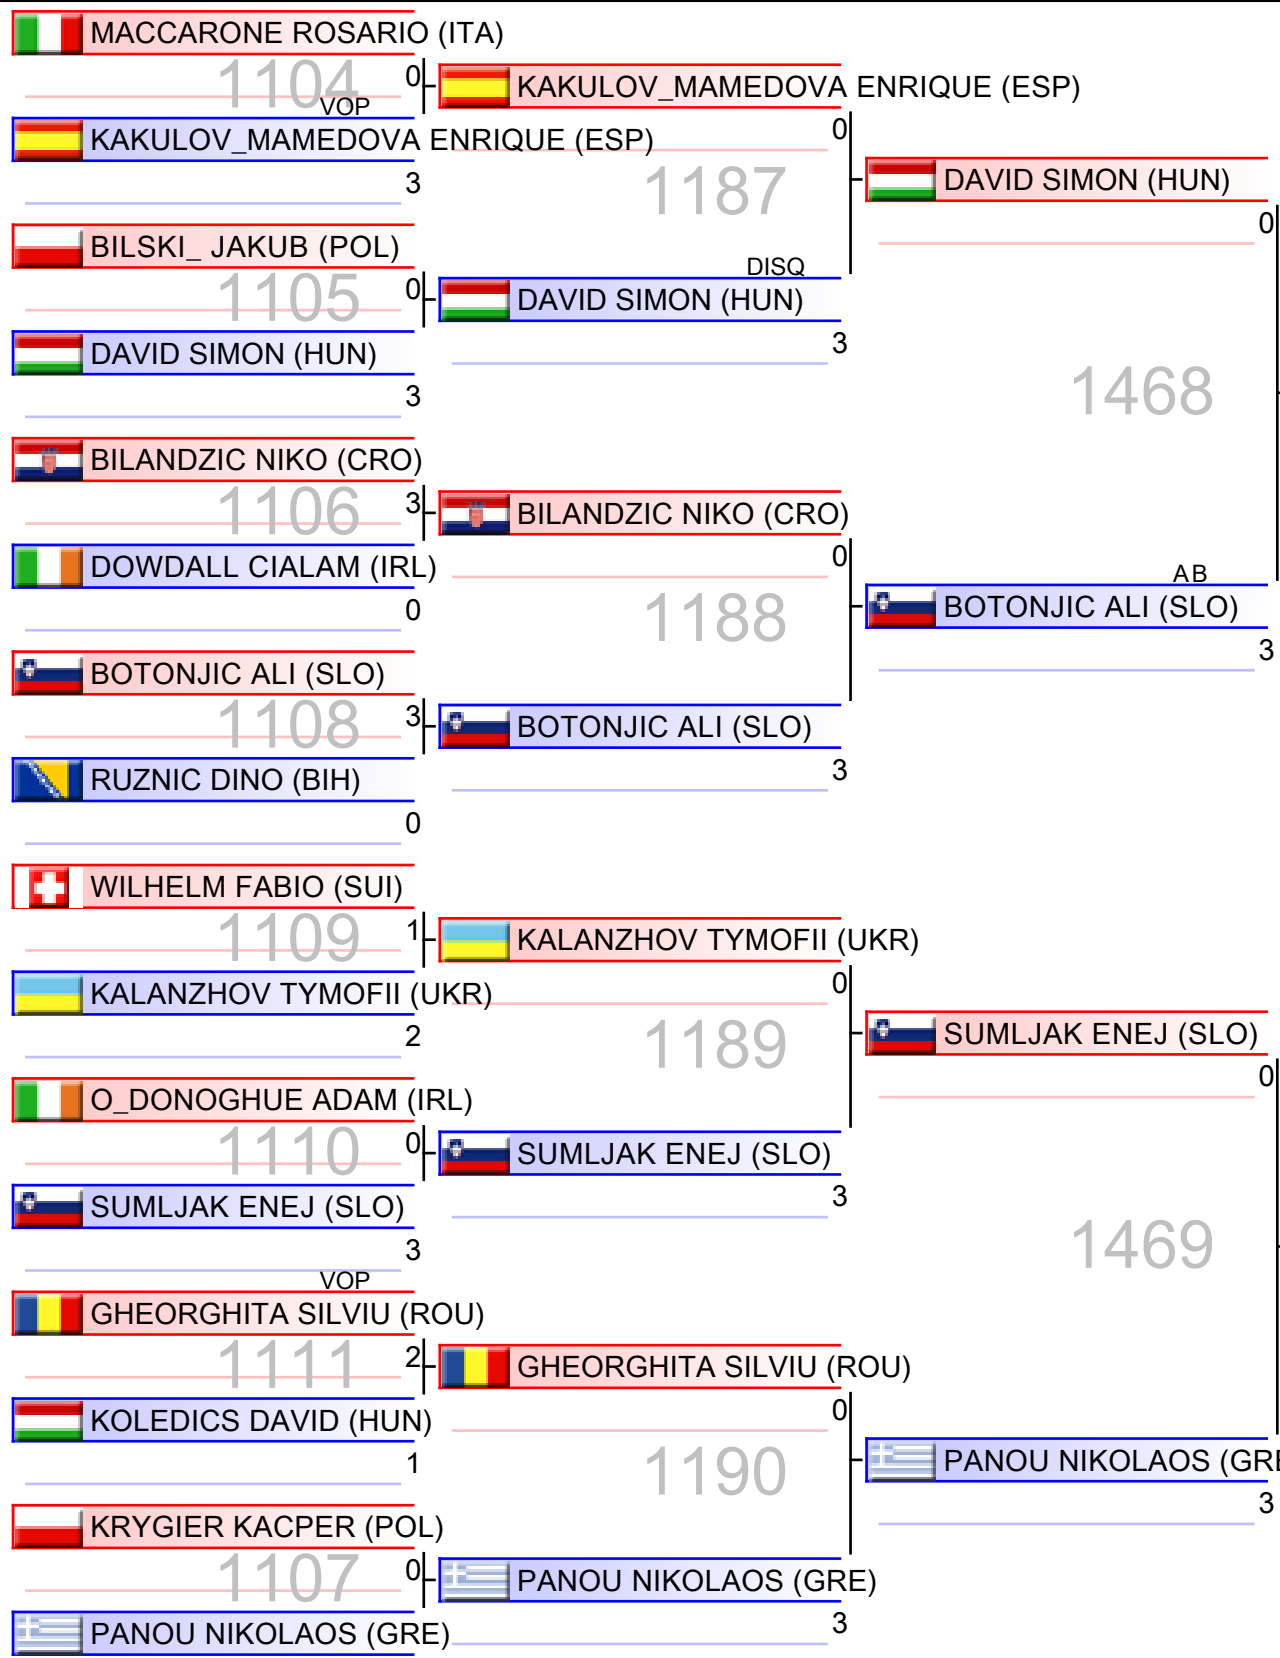 MACCARONE ROSARIO (ITA)
1104
0
VOP
KAKULOV_MAMEDOVA ENRIQUE (ESP)
3
BILSKI_ JAKUB (POL)
1105
0
DAVID SIMON (HUN)
3
BILANDZIC NIKO (CRO)
1106
3
DOWDALL CIALAM (IRL)
0
BOTONJIC ALI (SLO)
1108
3
RUZNIC DINO (BIH)
0
WILHELM FABIO (SUI)
1109
1
KALANZHOV TYMOFII (UKR)
2
O_DONOGHUE ADAM (IRL)
1110
0
SUMLJAK ENEJ (SLO)
3
VOP
GHEORGHITA SILVIU (ROU)
1111
2
KOLEDICS DAVID (HUN)
1
KRYGIER KACPER (POL)
1107
0
PANOU NIKOLAOS (GRE)
KAKULOV_MAMEDOVA ENRIQUE (ESP)
0
1187
DISQ
DAVID SIMON (HUN)
3
BILANDZIC NIKO (CRO)
0
1188
BOTONJIC ALI (SLO)
3
KALANZHOV TYMOFII (UKR)
0
1189
SUMLJAK ENEJ (SLO)
3
GHEORGHITA SILVIU (ROU)
0
1190
PANOU NIKOLAOS (GRE)
3
DAVID SIMON (HUN)
0
1468
AB
BOTONJIC ALI (SLO)
3
SUMLJAK ENEJ (SLO)
0
1469
PANOU NIKOLAOS (GRE
3